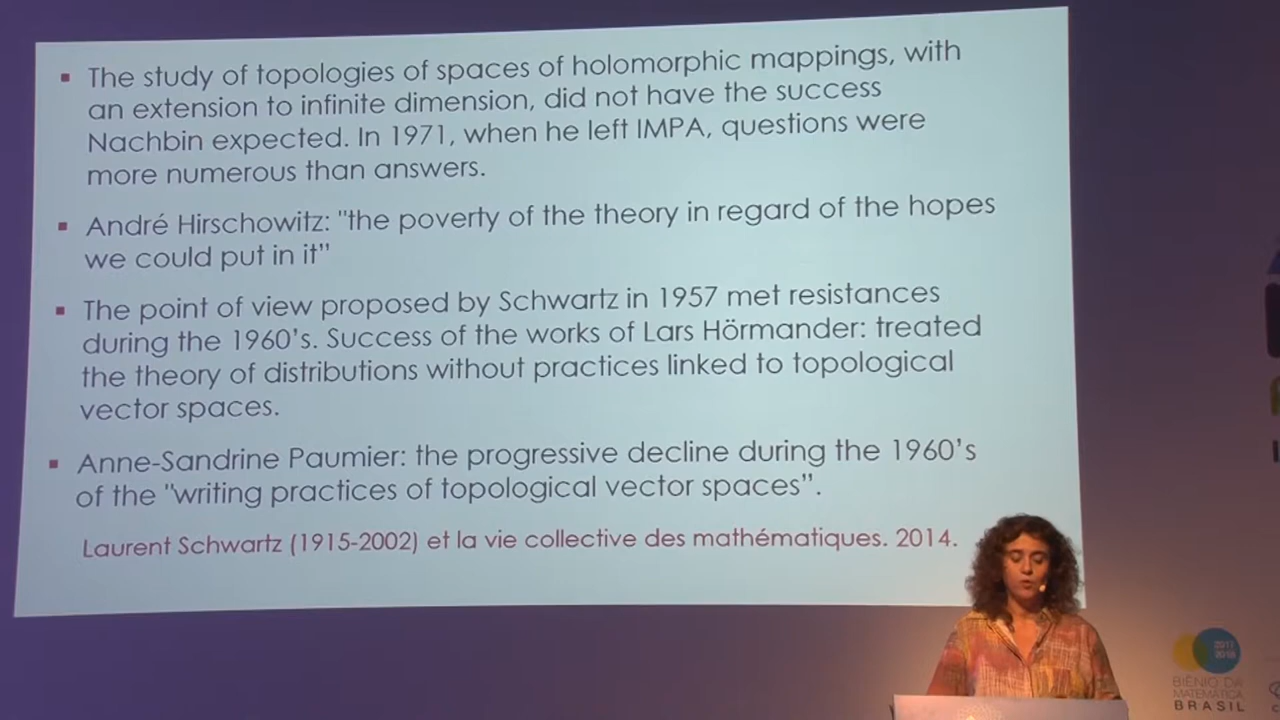 ▪ The study of topologies of spaces of holomorphic mappings, with
an extension to infinite dimension, did not have the success
Nachbin expected. In 1971, when he left IMPA, questions were
more numerous than answers.
▪ André Hirschowitz: "the poverty of the theory in regard of the hopes
we could put in it"
▪ The point of view proposed by Schwartz in 1957 met resistances
during the 1960's. Success of the works of Lars Hörmander: treated
the theory of distributions without practices linked to topological
vector spaces.
▪ Anne-Sandrine Paumier: the progressive decline during the 1960's
of the "writing practices of topological vector spaces".
Laurent Schwartz (1915-2002) et la vie collective des mathématiques. 2014.
2017
2018
BIÊNIO DA
MATEMÁTICA
BRASIL